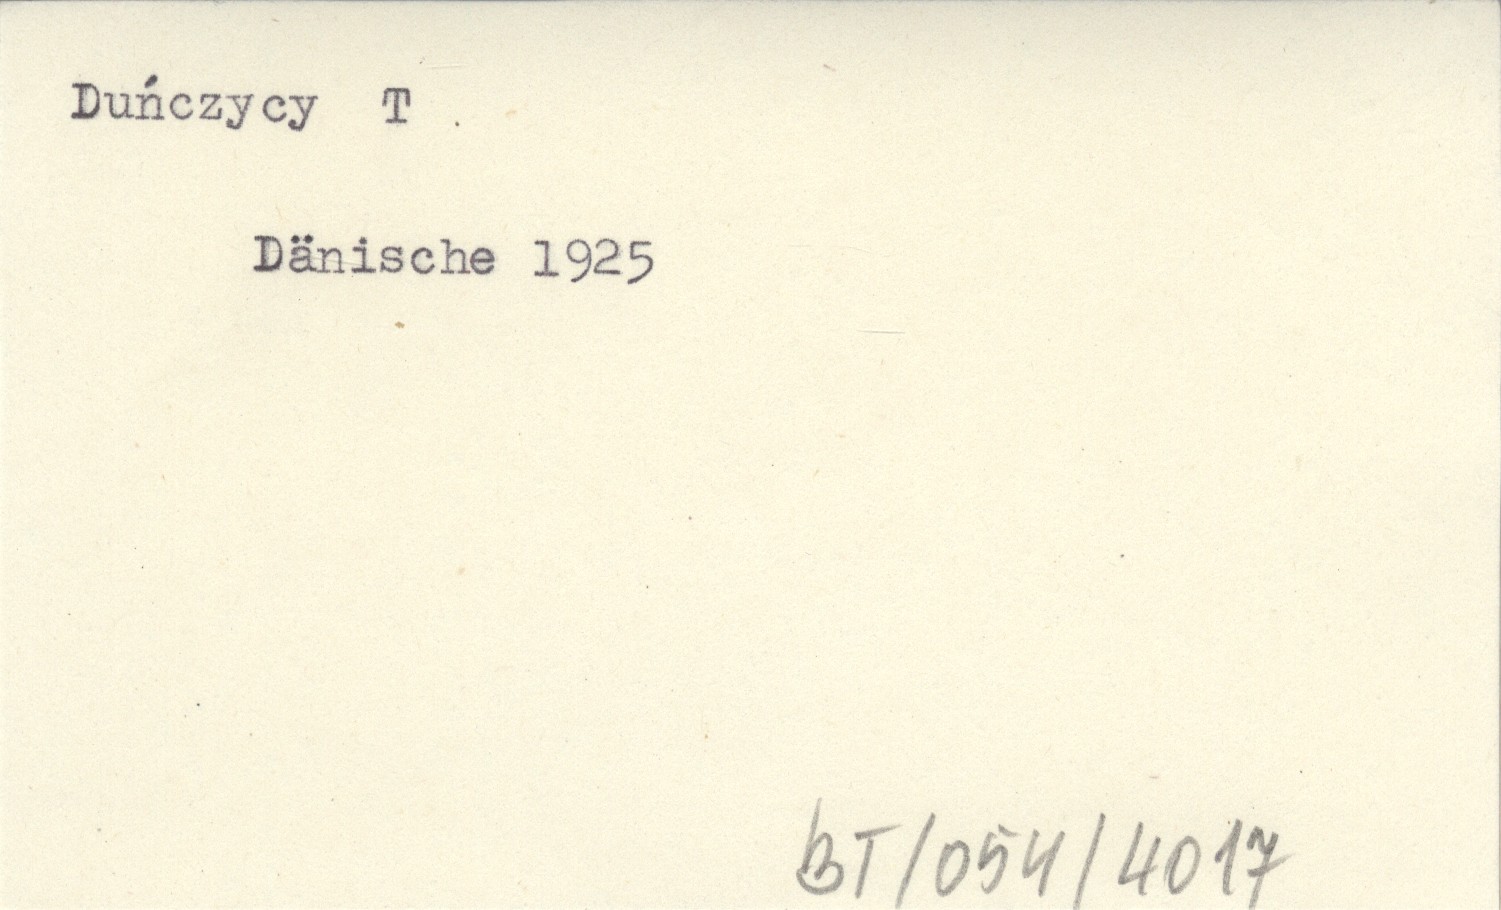 Duńczycy T
Dänische 1925
BT/054/4017